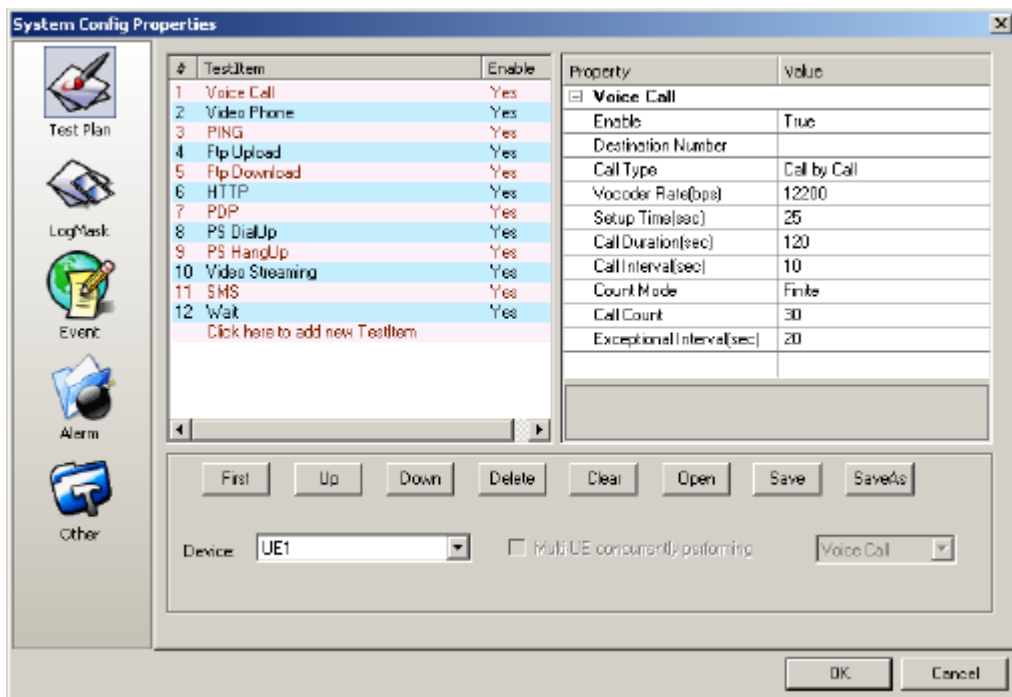 System Config Properties
Test Plan
LogMask
Event
Alarm
Other
# TestItem Enable
1 Voice Call Yes
2 Video Phone Yes
3 PING Yes
4 Ftp Upload Yes
5 Ftp Download Yes
6 HTTP Yes
7 PDP Yes
8 PS DialUp Yes
9 PS HangUp Yes
10 Video Streaming Yes
11 SMS Yes
12 Wait Yes
Click here to add new TestItem
Property Value
Voice Call
Enable True
Destination Number
Call Type Call by Call
Vocoder Rate(bps) 12200
Setup Time(sec) 25
Call Duration(sec) 120
Call Interval(sec) 10
Count Mode Finite
Call Count 30
Exceptional Interval(sec) 20
First Up Down Delete Clear Open Save SaveAs
Device: UE1 Multi UE concurrently performing Voice Call
OK Cancel